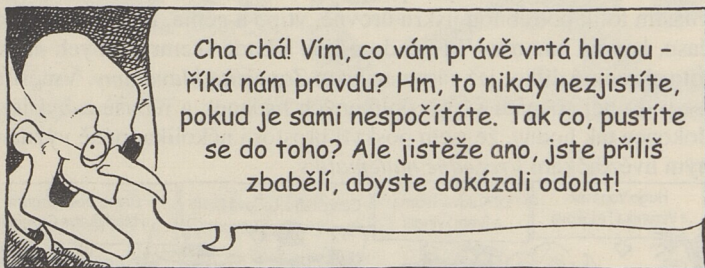 Cha chá! Vím, co vám právě vrtá hlavou –
říká nám pravdu? Hm, to nikdy nezjistíte,
pokud je sami nespočítáte. Tak co, pustíte
se do toho? Ale jistěže ano, jste příliš
zbabělí, abyste dokázali odolat!